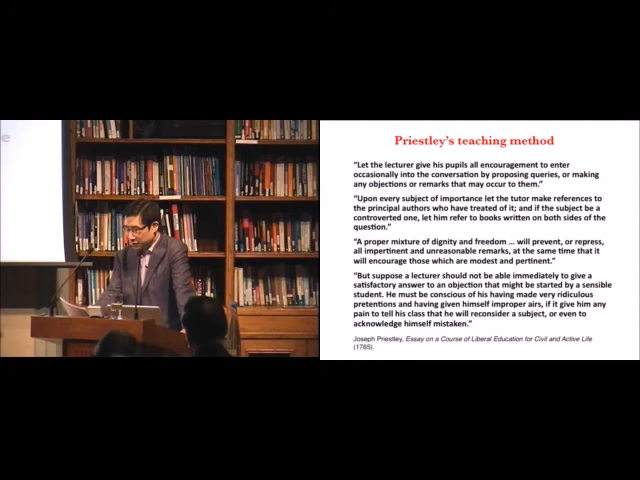 e
Priestley's teaching method
“Let the lecturer give his pupils all encouragement to enter
occasionally into the conversation by proposing queries, or making
any objections or remarks that may occur to them.”
“Upon every subject of importance let the tutor make references to
the principal authors who have treated of it; and if the subject be a
controverted one, let him refer to books written on both sides of the
question.”
“A proper mixture of dignity and freedom ... will prevent, or repress,
all impertinent and unreasonable remarks, at the same time that it
will encourage those which are modest and pertinent.”
“But suppose a lecturer should not be able immediately to give a
satisfactory answer to an objection that might be started by a sensible
student. He must be conscious of his having made very ridiculous
pretentions and having given himself improper airs, if it give him any
pain to tell his class that he will reconsider a subject, or even to
acknowledge himself mistaken.”
Joseph Priestley, Essay on a Course of Liberal Education for Civil and Active Life
(1765).